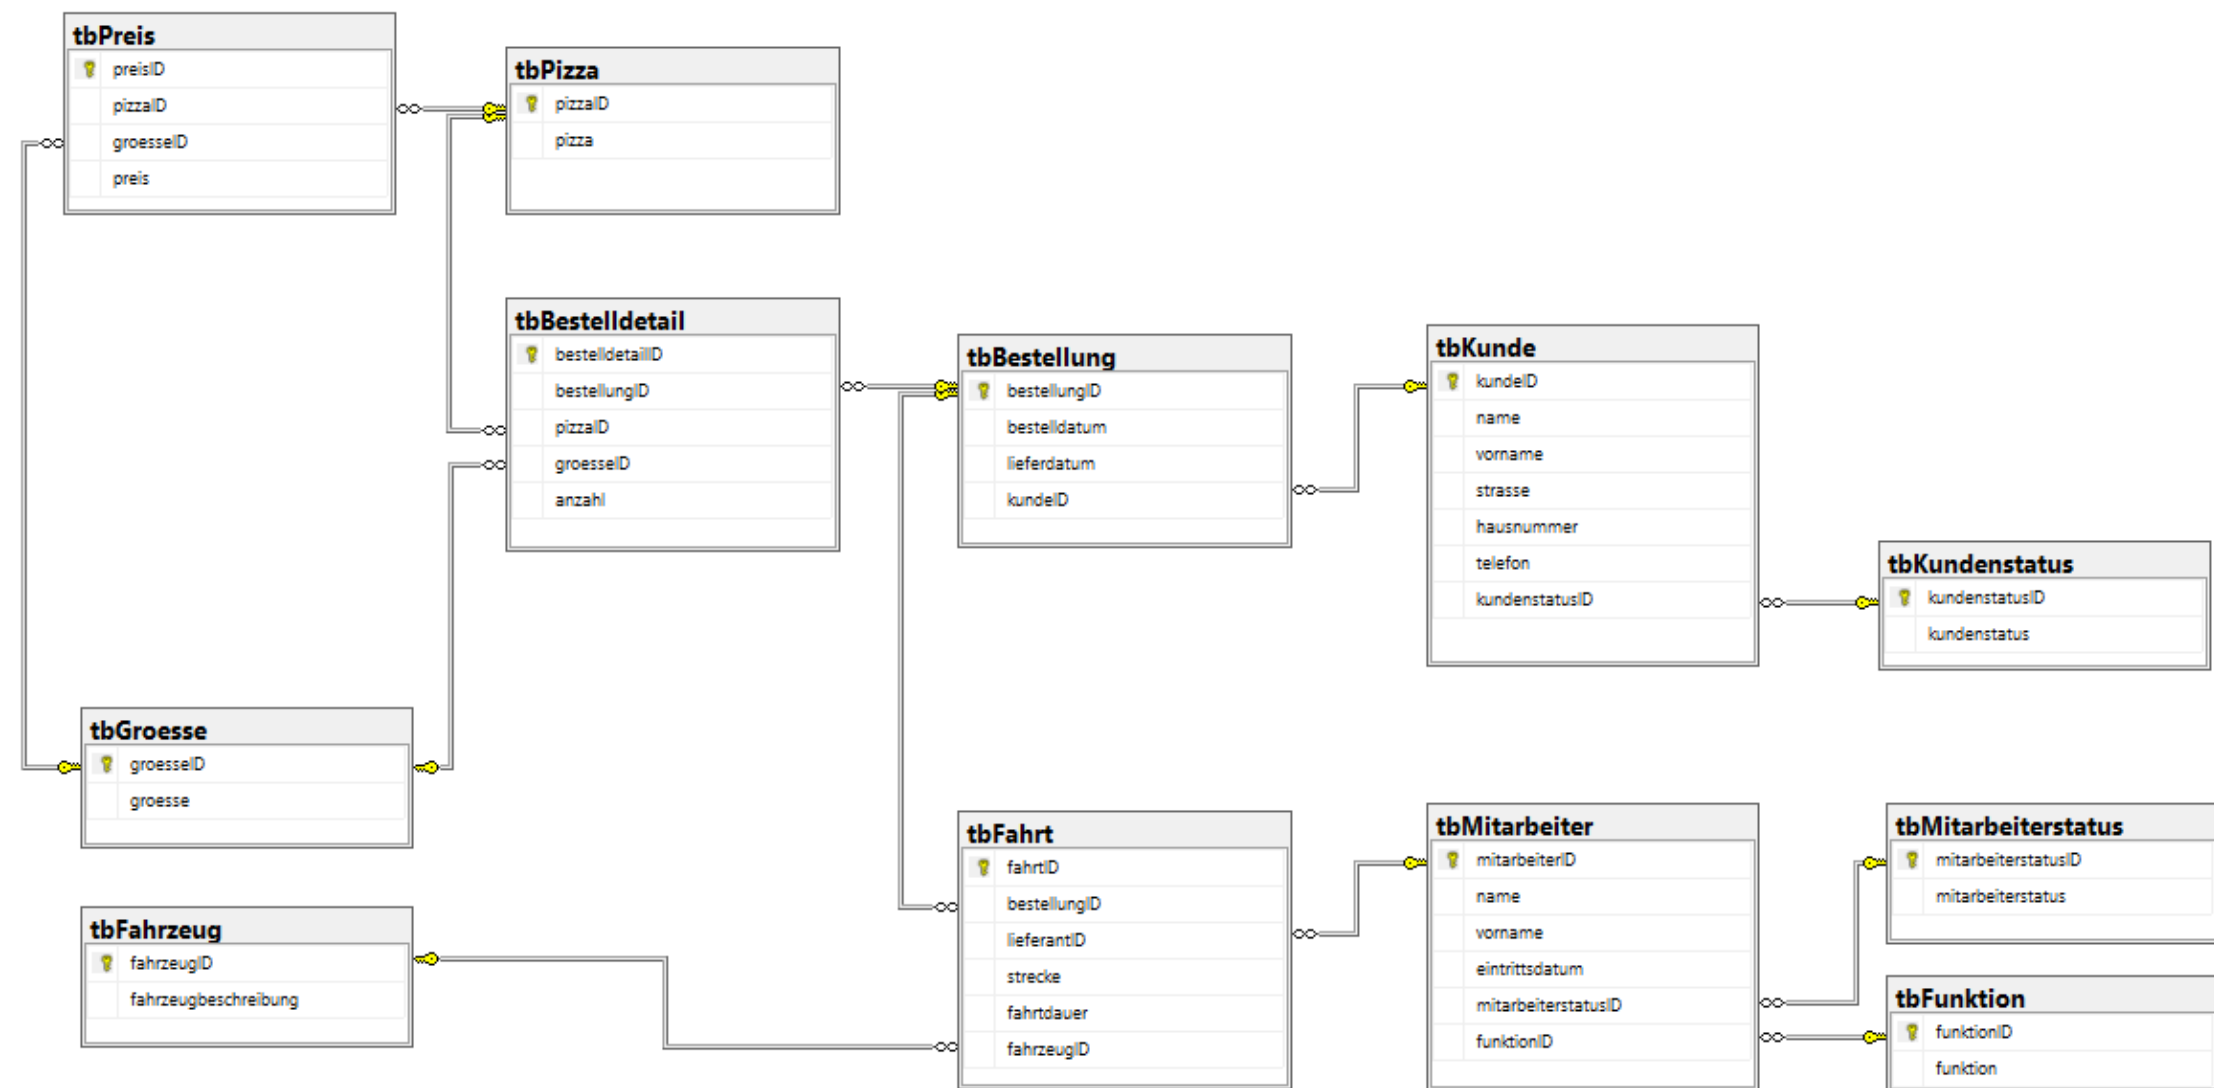 tbPreis
preisID
pizzaID
groesseID
preis
tbPizza
pizzaID
pizza
tbBestelldetail
bestelldetailID
bestellungID
pizzaID
groesseID
anzahl
tbBestellung
bestellungID
bestelldatum
lieferdatum
kundeID
tbKunde
kundeID
name
vorname
strasse
hausnummer
telefon
kundenstatusID
tbKundenstatus
kundenstatusID
kundenstatus
tbGroesse
groesseID
groesse
tbFahrzeug
fahrzeugID
fahrzeugbeschreibung
tbFahrt
fahrtID
bestellungID
lieferantID
strecke
fahrtdauer
fahrzeugID
tbMitarbeiter
mitarbeiterID
name
vorname
eintrittsdatum
mitarbeiterstatusID
funktionID
tbMitarbeiterstatus
mitarbeiterstatusID
mitarbeiterstatus
tbFunktion
funktionID
funktion